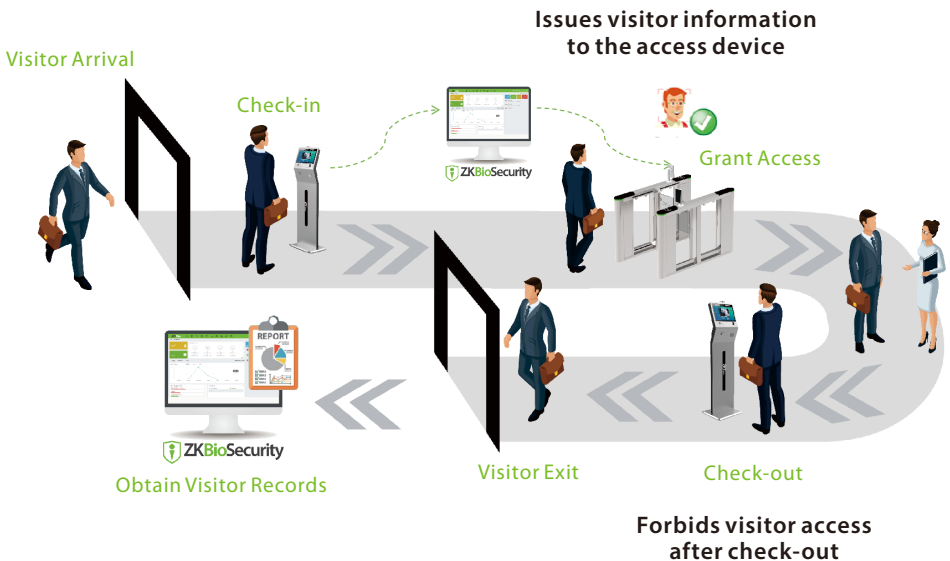 Issues visitor information
to the access device
Visitor Arrival
Check-in
ZKBioSecurity
Grant Access
REPORT
ZKBioSecurity
Obtain Visitor Records
Visitor Exit
Check-out
Forbids visitor access
after check-out